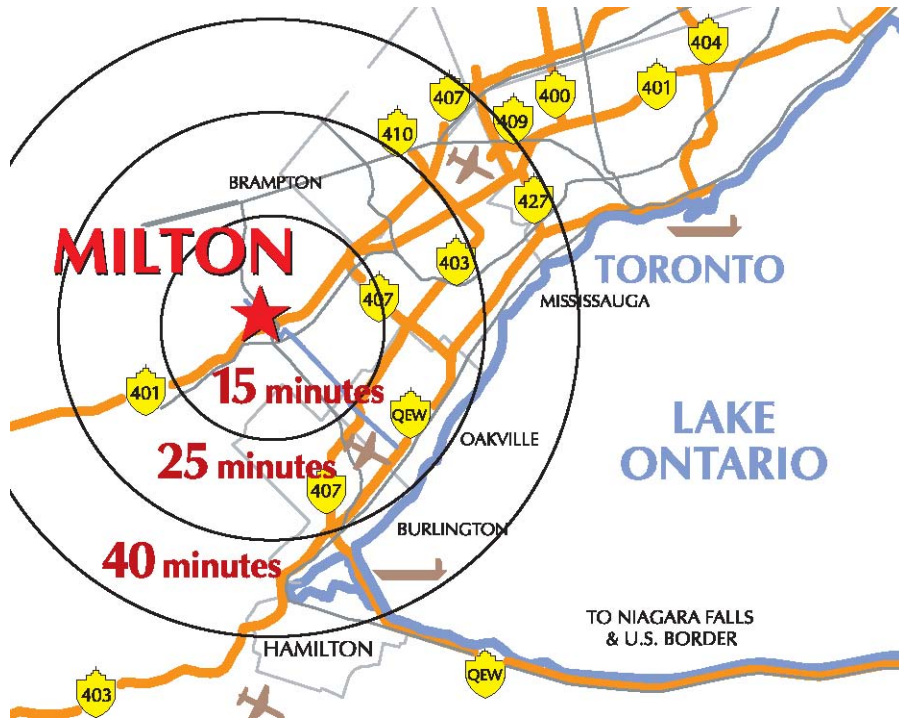 404
407
400
401
409
410
BRAMPTON
427
MILTON
403
TORONTO
407
MISSISSAUGA
401
15 minutes
QEW
LAKE
ONTARIO
OAKVILLE
25 minutes
407
BURLINGTON
40 minutes
TO NIAGARA FALLS
& U.S. BORDER
HAMILTON
QEW
403